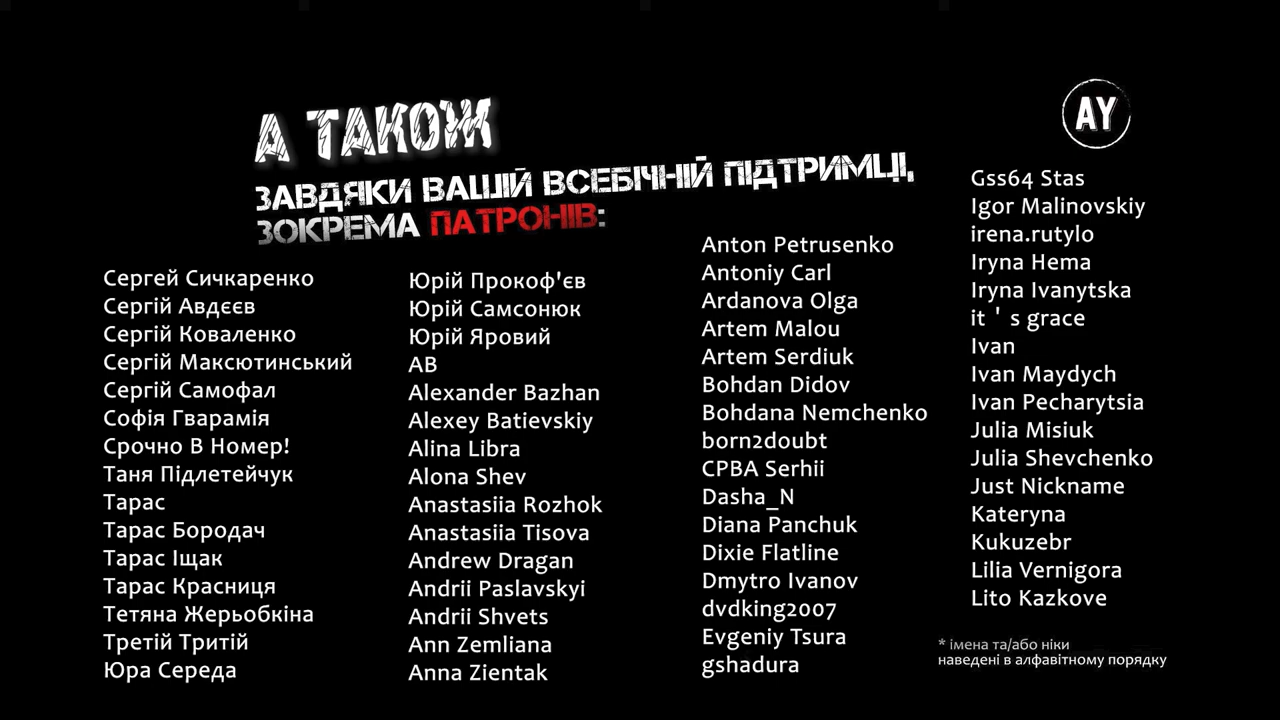 А ТАКОЖ
ЗАВДЯКИ ВАШІЙ ВСЕБІЧНІЙ ПІДТРИМЦІ,
ЗОКРЕМА ПАТРОНІВ:
Сергей Сичкаренко
Сергій Авдєєв
Сергій Коваленко
Сергій Максютинський
Сергій Самофал
Софія Гварамія
Срочно В Номер!
Таня Підлетейчук
Тарас
Тарас Бородач
Тарас Іщак
Тарас Красниця
Тетяна Жерьобкіна
Третій Тритій
Юра Середа
Юрій Прокоф'єв
Юрій Самсонюк
Юрій Яровий
AB
Alexander Bazhan
Alexey Batievskiy
Alina Libra
Alona Shev
Anastasiia Rozhok
Anastasiia Tisova
Andrew Dragan
Andrii Paslavskyi
Andrii Shvets
Ann Zemliana
Anna Zientak
Anton Petrusenko
Antoniy Carl
Ardanova Olga
Artem Malou
Artem Serdiuk
Bohdan Didov
Bohdana Nemchenko
born2doubt
CPBA Serhii
Dasha_N
Diana Panchuk
Dixie Flatline
Dmytro Ivanov
dvdking2007
Evgeniy Tsura
gshadura
АУ
Gss64 Stas
Igor Malinovskiy
irena.rutylo
Iryna Hema
Iryna Ivanytska
it ' s grace
Ivan
Ivan Maydych
Ivan Pecharytsia
Julia Misiuk
Julia Shevchenko
Just Nickname
Kateryna
Kukuzebr
Lilia Vernigora
Lito Kazkove
* імена та/або ніки
наведені в алфавітному порядку